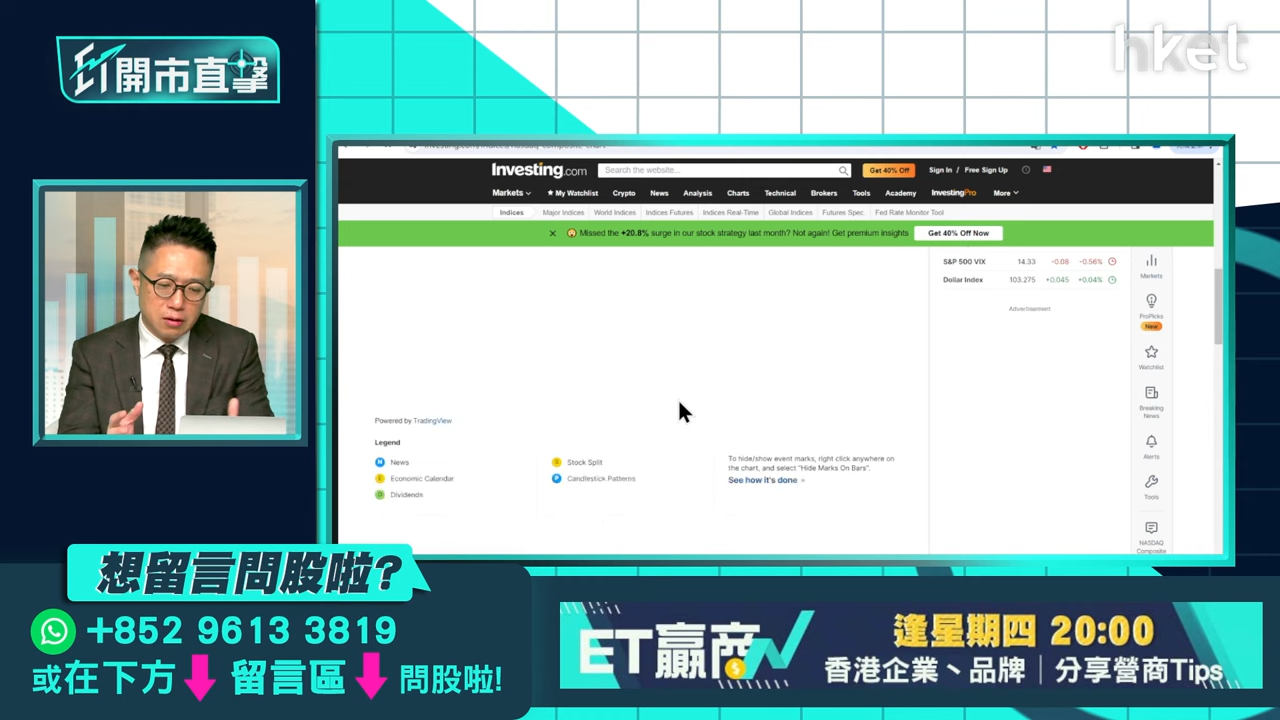 hket
ET開市直擊
Investing.com
Search the website...
Get 40% Off
Sign In / Free Sign Up
Markets
My Watchlist
Crypto
News
Analysis
Charts
Technical
Brokers
Tools
Academy
InvestingPro
More
Indices
Major Indices
World Indices
Indices Futures
Indices Real-Time
Global Indices
Futures Spec.
Fed Rate Monitor Tool
Missed the +20.8% surge in our stock strategy last month? Not again! Get premium insights
Get 40% Off Now
S&P 500 VIX 14.33 -0.08 -0.56%
Dollar Index 103.275 +0.045 +0.04%
Advertisement
Markets
ProPicks
New
Watchlist
Breaking
News
Alerts
Tools
NASDAQ
Composite
Powered by TradingView
Legend
News
Economic Calendar
Dividends
Stock Split
Candlestick Patterns
To hide/show event marks, right click anywhere on
the chart, and select "Hide Marks On Bars".
See how it's done »
想留言問股啦?
+852 9613 3819
或在下方 留言區 問股啦!
ET贏商
逢星期四 20:00
香港企業、品牌｜分享營商Tips